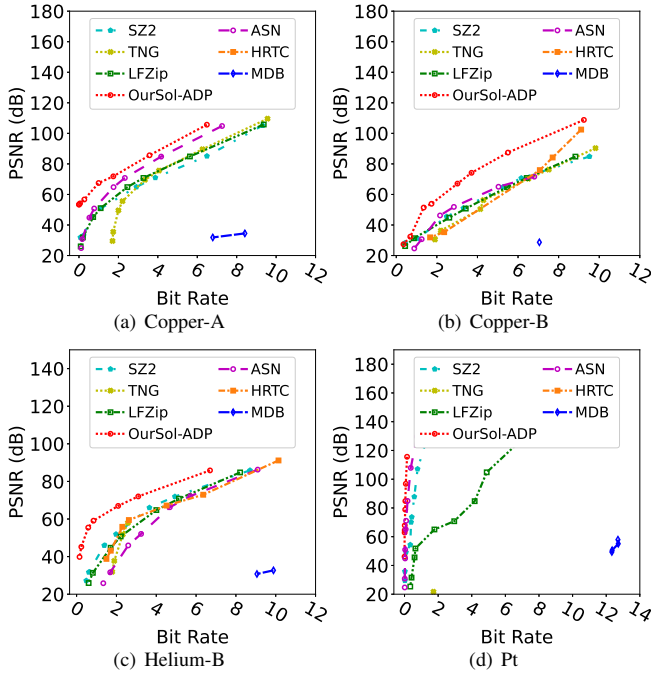 180
160
140
120
100
80
60
40
20
PSNR (dB)
SZ2
TNG
LFZip
OurSol-ADP
ASN
HRTC
MDB
0 2 4 6 8 10 12
Bit Rate
(a) Copper-A
180
160
140
120
100
80
60
40
20
PSNR (dB)
SZ2
TNG
LFZip
OurSol-ADP
ASN
HRTC
MDB
0 2 4 6 8 10 12
Bit Rate
(b) Copper-B
140
120
100
80
60
40
20
PSNR (dB)
SZ2
TNG
LFZip
OurSol-ADP
ASN
HRTC
MDB
0 2 4 6 8 10 12
Bit Rate
(c) Helium-B
180
160
140
120
100
80
60
40
20
PSNR (dB)
SZ2
TNG
LFZip
OurSol-ADP
ASN
HRTC
MDB
0 2 4 6 8 10 12 14
Bit Rate
(d) Pt